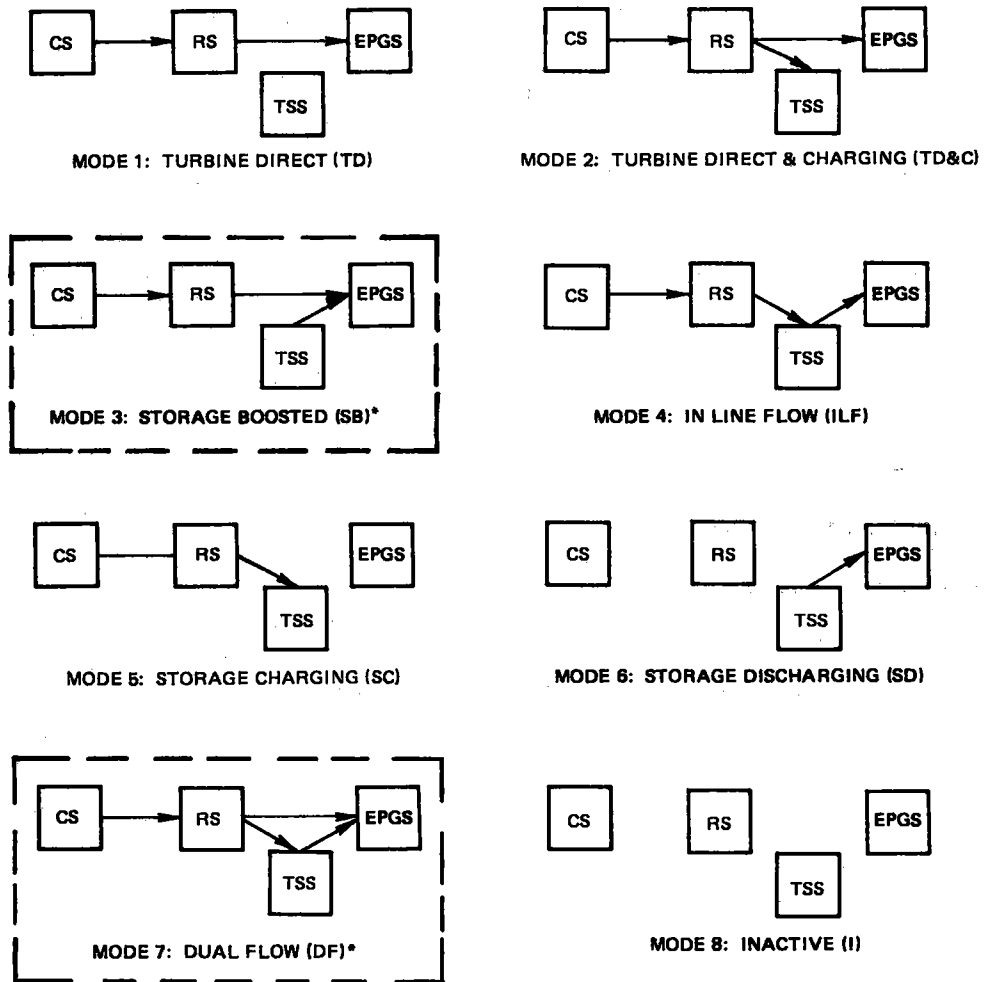 CS RS EPGS
TSS
MODE 1: TURBINE DIRECT (TD)
CS RS EPGS
TSS
MODE 2: TURBINE DIRECT & CHARGING (TD&C)
CS RS EPGS
TSS
MODE 3: STORAGE BOOSTED (SB)*
CS RS EPGS
TSS
MODE 4: IN LINE FLOW (ILF)
CS RS EPGS
TSS
MODE 5: STORAGE CHARGING (SC)
CS RS EPGS
TSS
MODE 6: STORAGE DISCHARGING (SD)
CS RS EPGS
TSS
MODE 7: DUAL FLOW (DF)*
CS RS EPGS
TSS
MODE 8: INACTIVE (I)